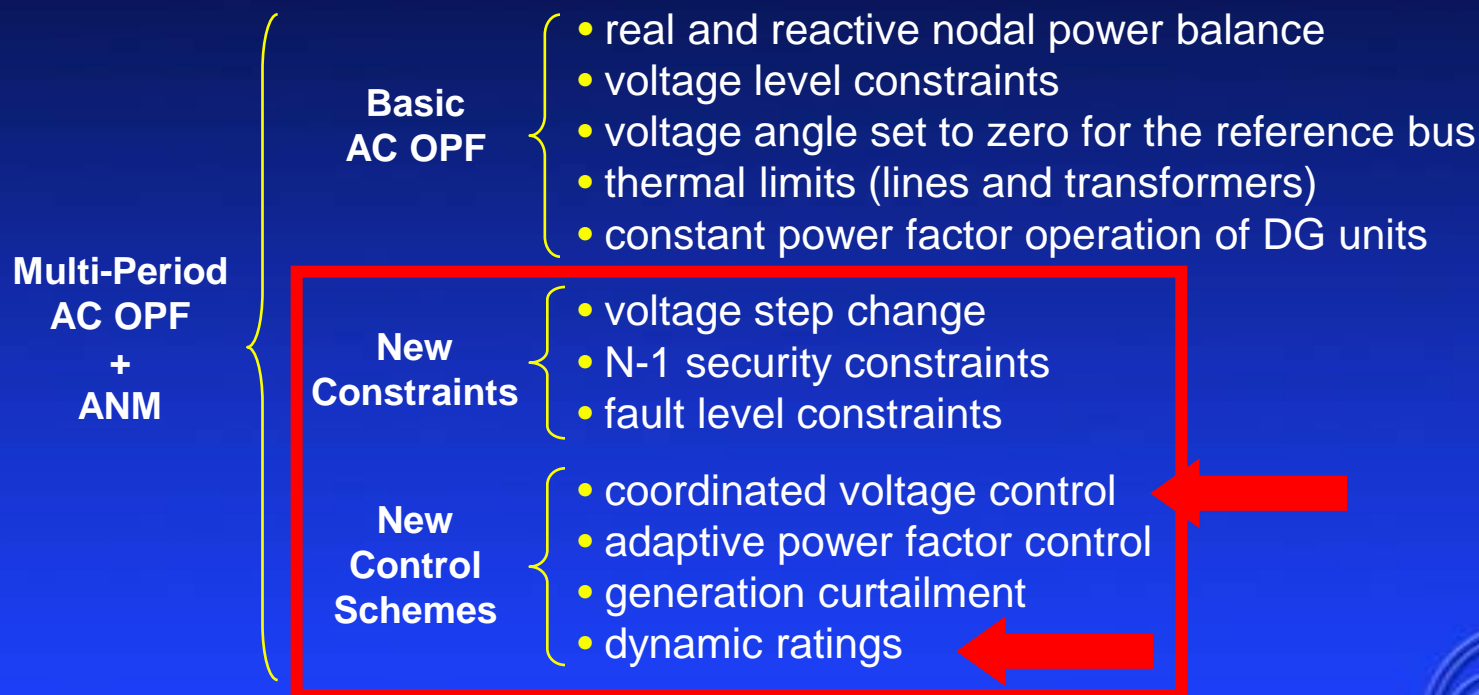 Multi-Period
AC OPF
+
ANM
Basic
AC OPF
• real and reactive nodal power balance
• voltage level constraints
• voltage angle set to zero for the reference bus
• thermal limits (lines and transformers)
• constant power factor operation of DG units
New
Constraints
• voltage step change
• N-1 security constraints
• fault level constraints
New
Control
Schemes
• coordinated voltage control
• adaptive power factor control
• generation curtailment
• dynamic ratings